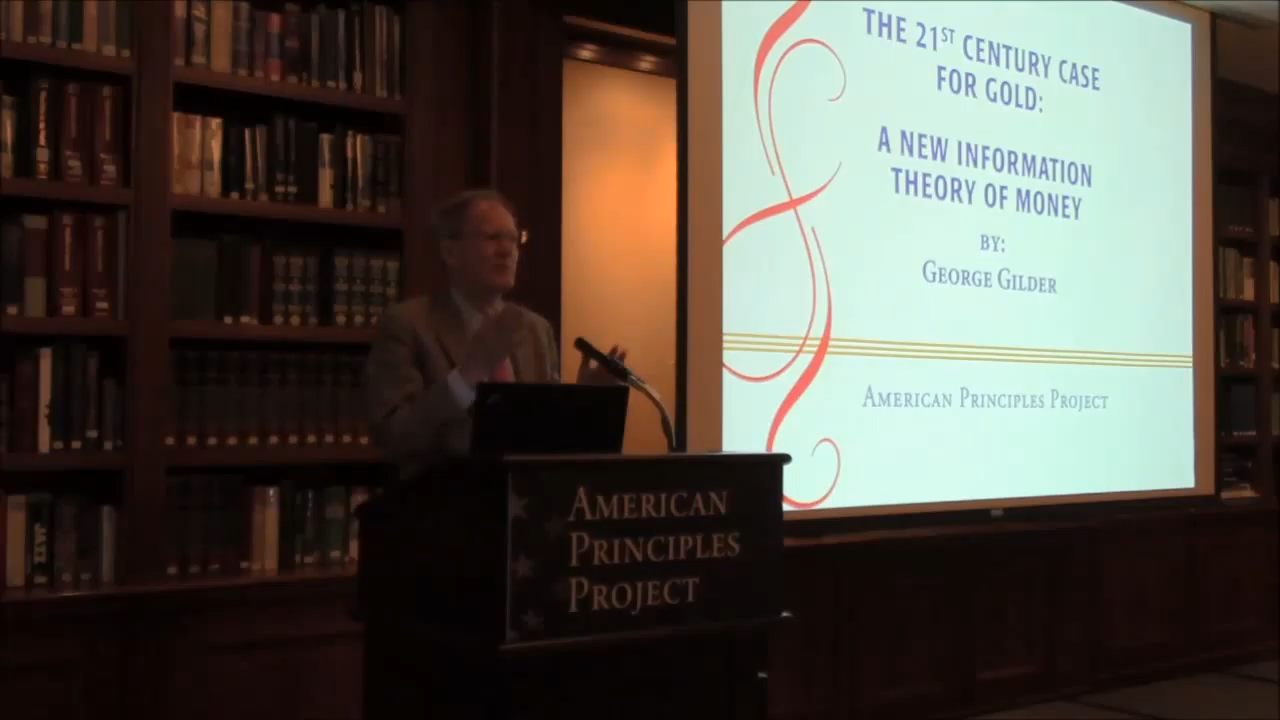 THE 21ST CENTURY CASE
FOR GOLD:
A NEW INFORMATION
THEORY OF MONEY
BY:
GEORGE GILDER
AMERICAN PRINCIPLES PROJECT
AMERICAN
PRINCIPLES
PROJECT